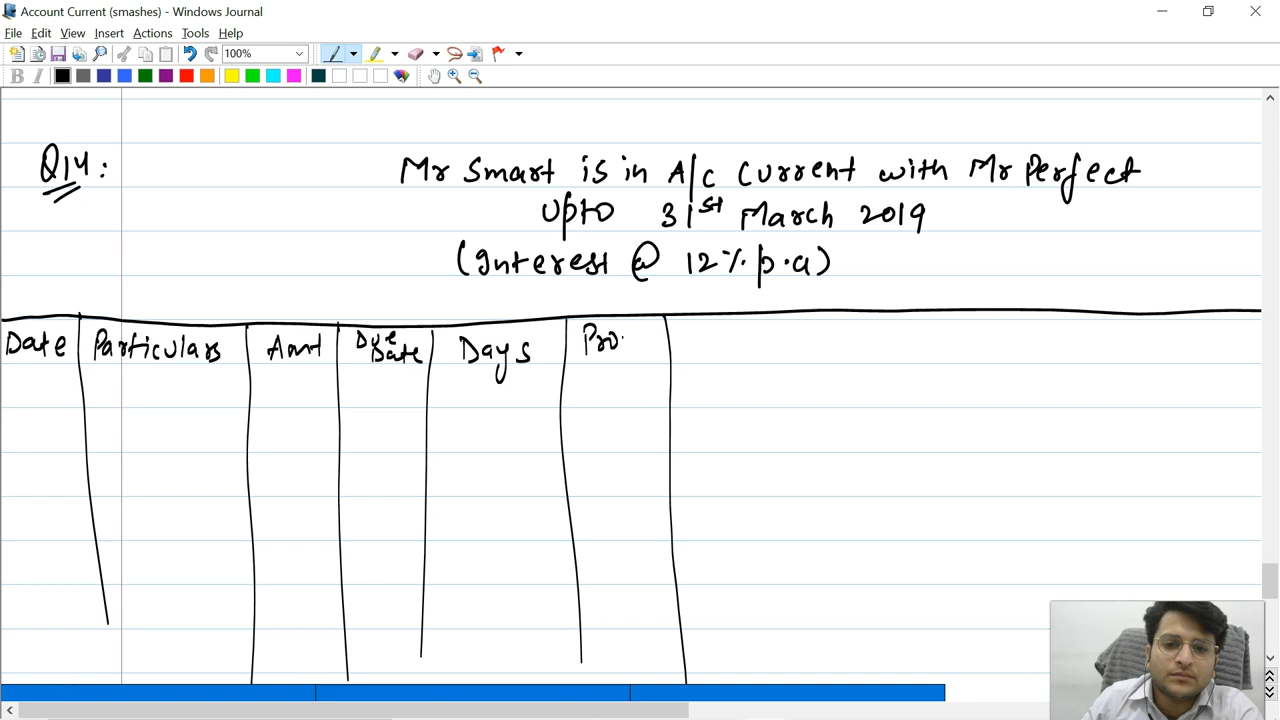 Account Current (smashes) - Windows Journal
File Edit View Insert Actions Tools Help
100%
B I
Q14:
Mr Smart is in A/c Current with Mr Perfect
upto 31st March 2019
(Interest @ 12% p.a)
Date Particulars Amt Due Date Days Pro.